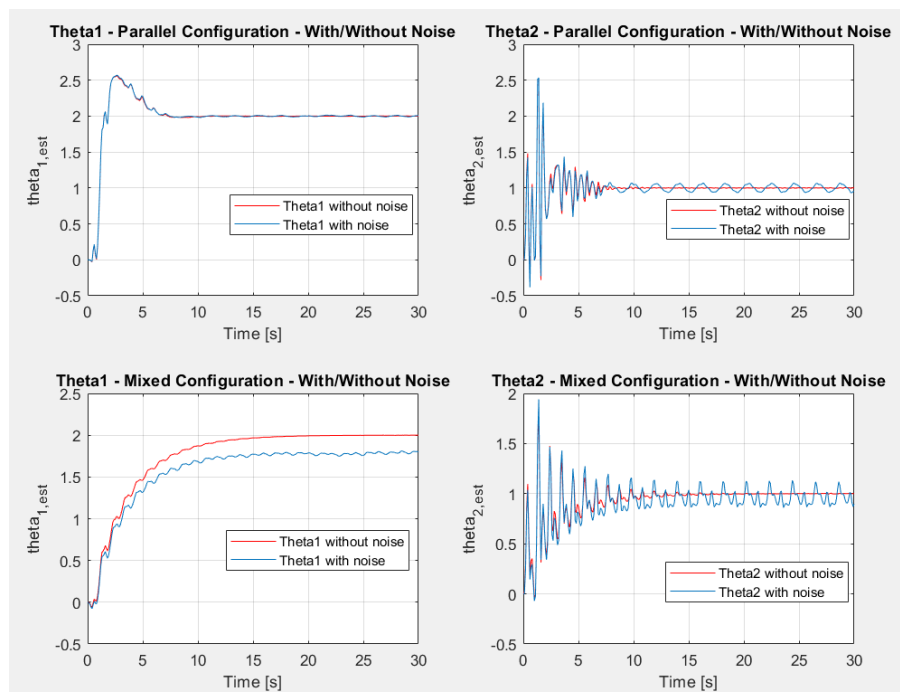 Theta1 - Parallel Configuration - With/Without Noise
3
2.5
2
1.5
1
0.5
0
-0.5
theta1,est
Theta1 without noise
Theta1 with noise
0 5 10 15 20 25 30
Time [s]
Theta2 - Parallel Configuration - With/Without Noise
3
2.5
2
1.5
1
0.5
0
-0.5
theta2,est
Theta2 without noise
Theta2 with noise
0 5 10 15 20 25 30
Time [s]
Theta1 - Mixed Configuration - With/Without Noise
2.5
2
1.5
1
0.5
0
-0.5
theta1,est
Theta1 without noise
Theta1 with noise
0 5 10 15 20 25 30
Time [s]
Theta2 - Mixed Configuration - With/Without Noise
2
1.5
1
0.5
0
-0.5
theta2,est
Theta2 without noise
Theta2 with noise
0 5 10 15 20 25 30
Time [s]